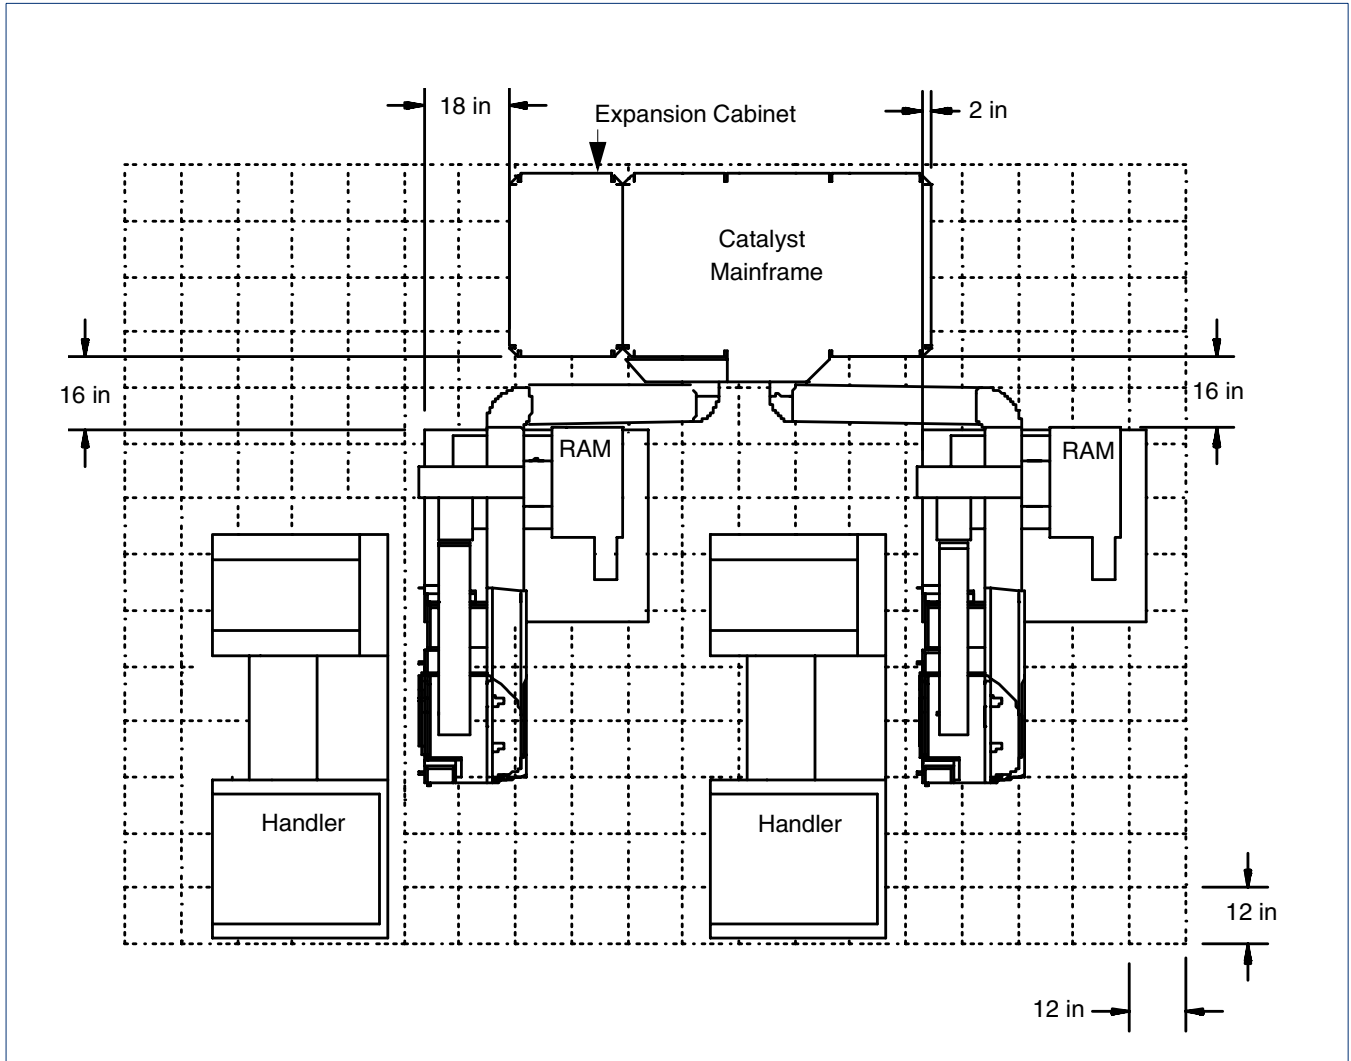 18 in
Expansion Cabinet
2 in
Catalyst
Mainframe
16 in
16 in
RAM
RAM
Handler
Handler
12 in
12 in